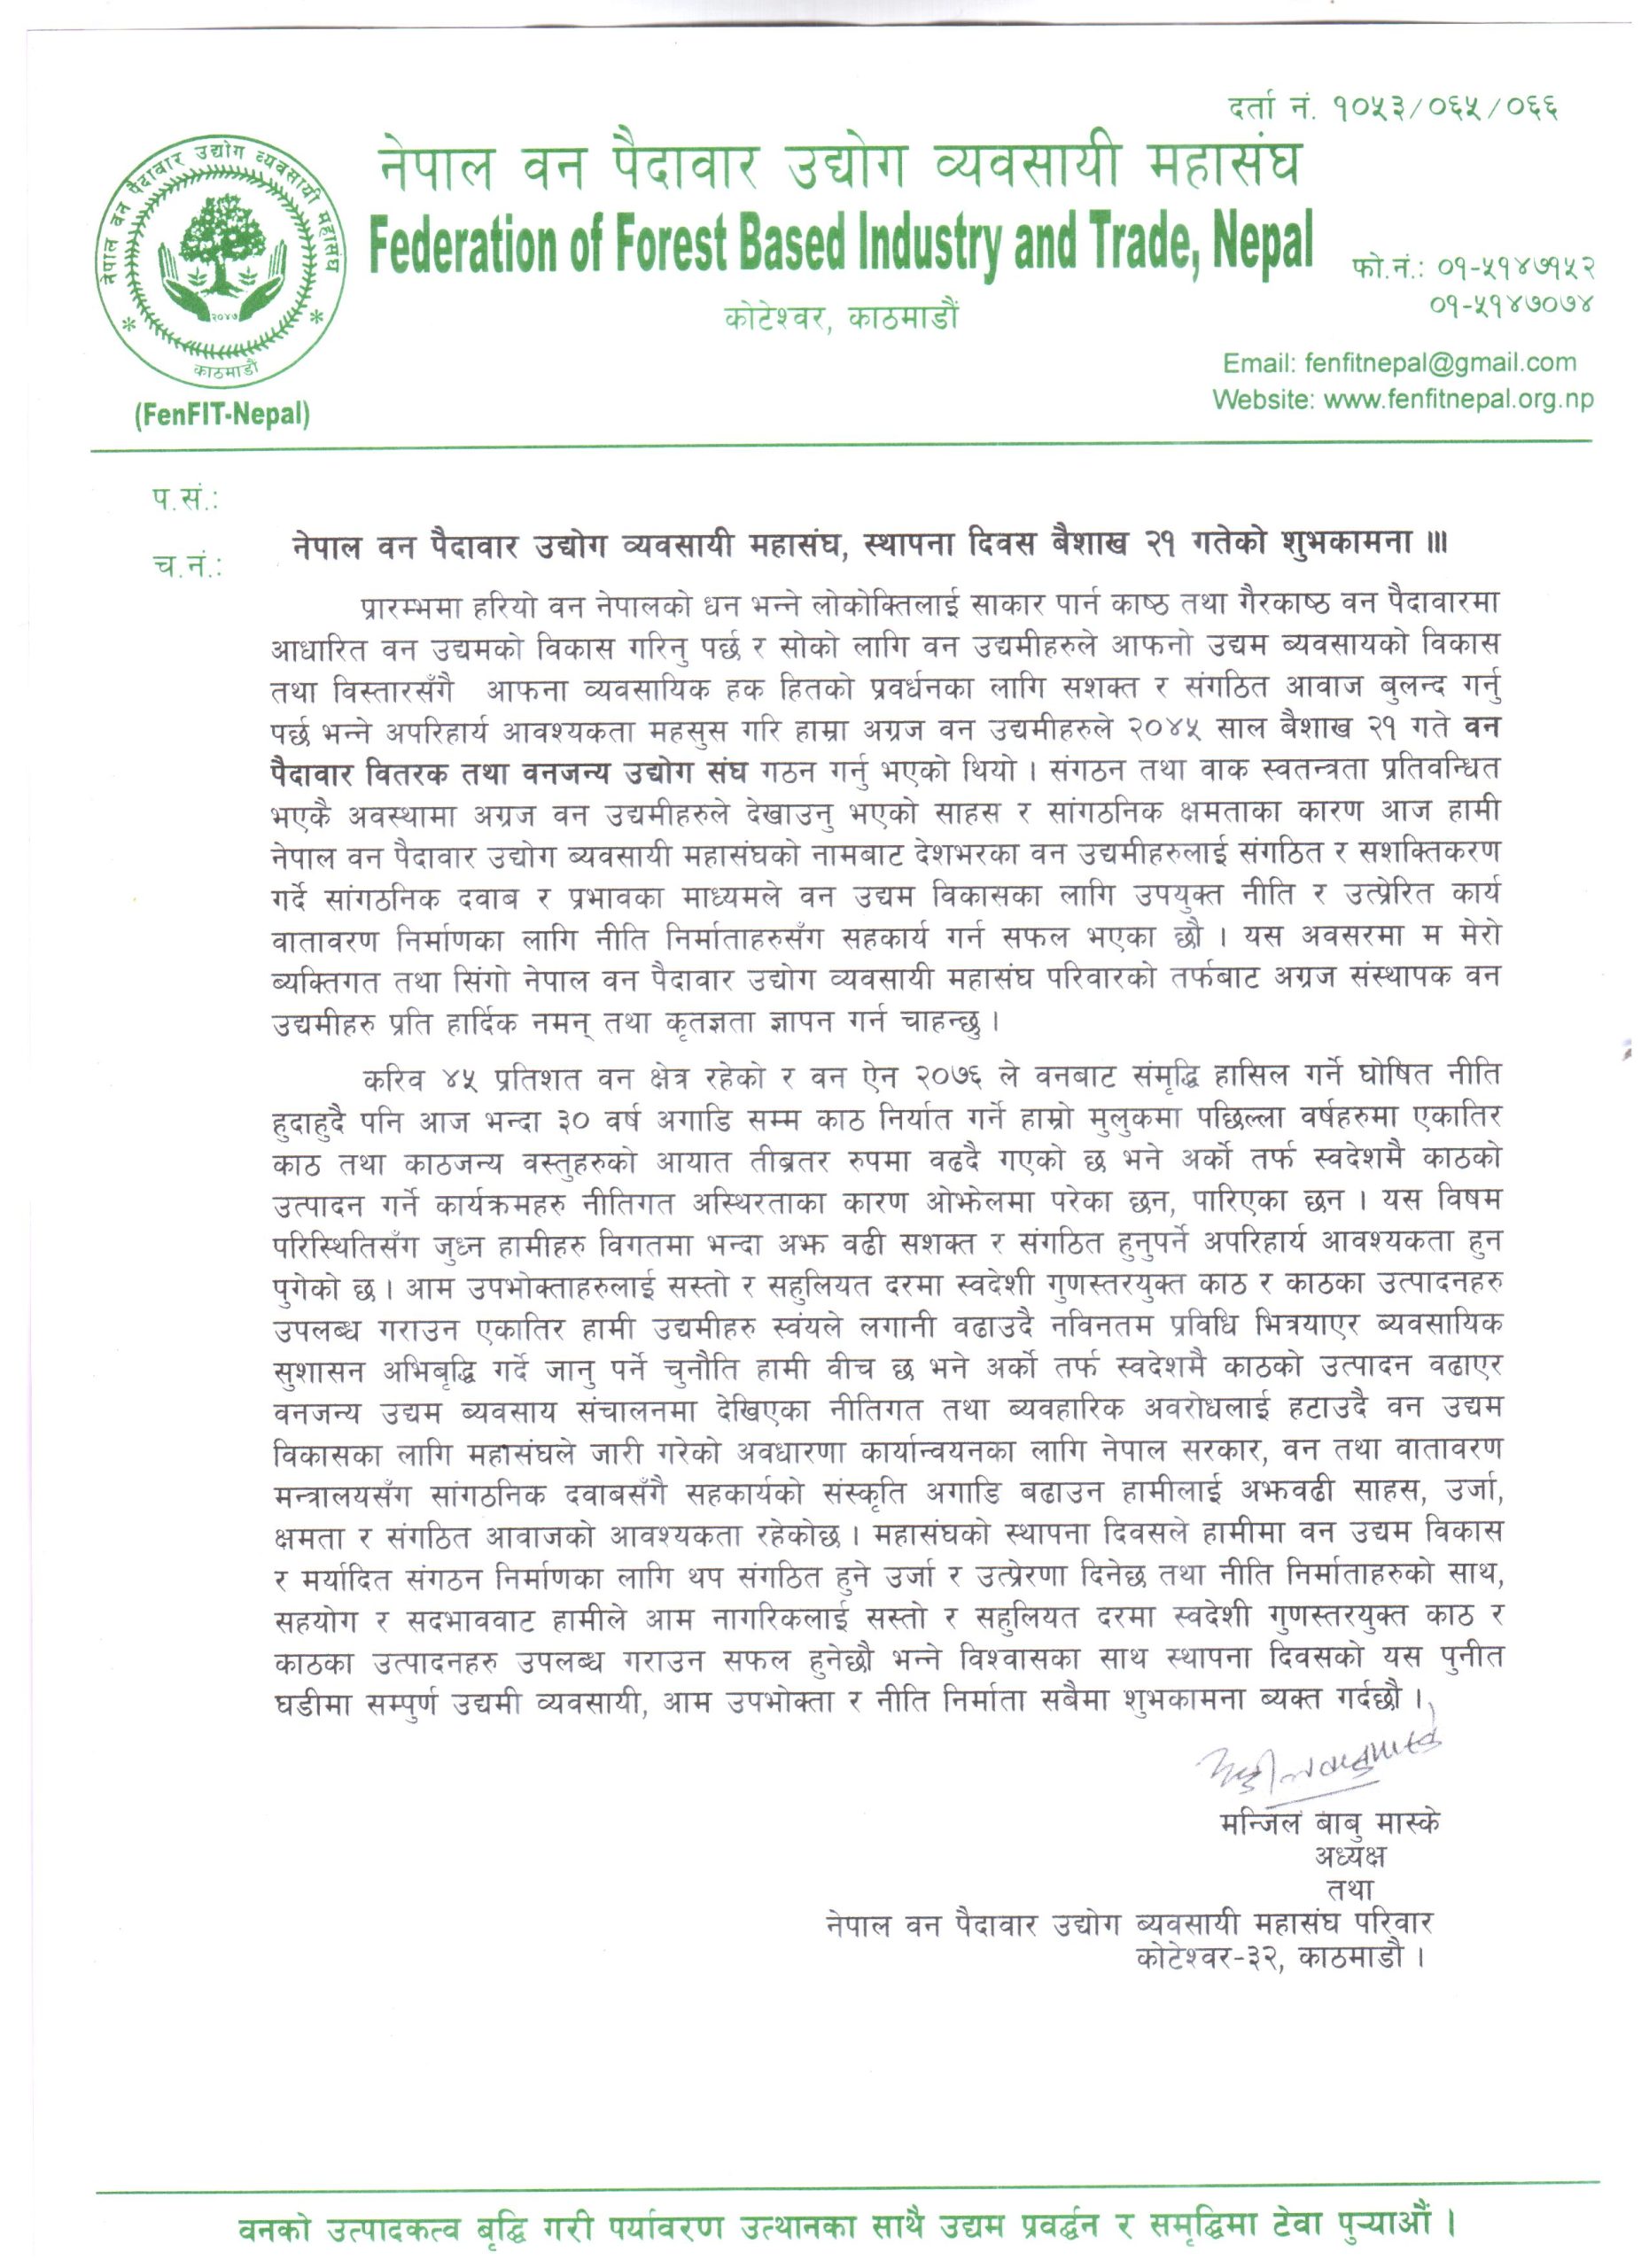 दर्ता नं. १०५३/०६५/०६६
नेपाल वन पैदावार उद्योग व्यवसायी महासंघ
Federation of Forest Based Industry and Trade, Nepal
फो.नं.: ०१-५१४७१५२
०१-५१४७०७४
कोटेश्वर, काठमाडौं
Email: fenfitnepal@gmail.com
Website: www.fenfitnepal.org.np
नेपाल वन पैदावार उद्योग व्यवसायी महासंघ
२०४५
काठमाडौं
(FenFIT-Nepal)
प.सं.:
च.नं.:
नेपाल वन पैदावार उद्योग व्यवसायी महासंघ, स्थापना दिवस बैशाख २१ गतेको शुभकामना ॥।
प्रारम्भमा हरियो वन नेपालको धन भन्ने लोकोक्तिलाई साकार पार्न काष्ठ तथा गैरकाष्ठ वन पैदावारमा
आधारित वन उद्यमको विकास गरिनु पर्छ र सोको लागि वन उद्यमीहरुले आफनो उद्यम ब्यवसायको विकास
तथा विस्तारसँगै आफना व्यवसायिक हक हितको प्रवर्धनका लागि सशक्त र संगठित आवाज बुलन्द गर्नु
पर्छ भन्ने अपरिहार्य आवश्यकता महसुस गरि हाम्रा अग्रज वन उद्यमीहरुले २०४५ साल बैशाख २१ गते वन
पैदावार वितरक तथा वनजन्य उद्योग संघ गठन गर्नु भएको थियो । संगठन तथा वाक स्वतन्त्रता प्रतिवन्धित
भएकै अवस्थामा अग्रज वन उद्यमीहरुले देखाउनु भएको साहस र सांगठनिक क्षमताका कारण आज हामी
नेपाल वन पैदावार उद्योग ब्यवसायी महासंघको नामबाट देशभरका वन उद्यमीहरुलाई संगठित र सशक्तिकरण
गर्दै सांगठनिक दवाब र प्रभावका माध्यमले वन उद्यम विकासका लागि उपयुक्त नीति र उत्प्रेरित कार्य
वातावरण निर्माणका लागि नीति निर्माताहरुसँग सहकार्य गर्न सफल भएका छौ । यस अवसरमा म मेरो
ब्यक्तिगत तथा सिंगो नेपाल वन पैदावार उद्योग व्यवसायी महासंघ परिवारको तर्फबाट अग्रज संस्थापक वन
उद्यमीहरु प्रति हार्दिक नमन् तथा कृतज्ञता ज्ञापन गर्न चाहन्छु ।
करिव ४५ प्रतिशत वन क्षेत्र रहेको र वन ऐन २०७६ ले वनबाट संमृद्धि हासिल गर्ने घोषित नीति
हुदाहुदै पनि आज भन्दा ३० वर्ष अगाडि सम्म काठ निर्यात गर्ने हाम्रो मुलुकमा पछिल्ला वर्षहरुमा एकातिर
काठ तथा काठजन्य वस्तुहरुको आयात तीब्रतर रुपमा वढदै गएको छ भने अर्को तर्फ स्वदेशमै काठको
उत्पादन गर्ने कार्यक्रमहरु नीतिगत अस्थिरताका कारण ओझेलमा परेका छन, पारिएका छन । यस विषम
परिस्थितिसँग जुध्न हामीहरु विगतमा भन्दा अझ वढी सशक्त र संगठित हुनुपर्ने अपरिहार्य आवश्यकता हुन
पुगेको छ । आम उपभोक्ताहरुलाई सस्तो र सहुलियत दरमा स्वदेशी गुणस्तरयुक्त काठ र काठका उत्पादनहरु
उपलब्ध गराउन एकातिर हामी उद्यमीहरु स्वंयले लगानी वढाउदै नविनतम प्रविधि भित्रयाएर ब्यवसायिक
सुशासन अभिबृद्धि गर्दै जानु पर्ने चुनौति हामी वीच छ भने अर्को तर्फ स्वदेशमै काठको उत्पादन वढाएर
वनजन्य उद्यम ब्यवसाय संचालनमा देखिएका नीतिगत तथा ब्यवहारिक अवरोधलाई हटाउदै वन उद्यम
विकासका लागि महासंघले जारी गरेको अवधारणा कार्यान्वयनका लागि नेपाल सरकार, वन तथा वातावरण
मन्त्रालयसँग सांगठनिक दवाबसँगै सहकार्यको संस्कृति अगाडि बढाउन हामीलाई अझवढी साहस, उर्जा,
क्षमता र संगठित आवाजको आवश्यकता रहेकोछ । महासंघको स्थापना दिवसले हामीमा वन उद्यम विकास
र मर्यादित संगठन निर्माणका लागि थप संगठित हुने उर्जा र उत्प्रेरणा दिनेछ तथा नीति निर्माताहरुको साथ,
सहयोग र सदभाववाट हामीले आम नागरिकलाई सस्तो र सहुलियत दरमा स्वदेशी गुणस्तरयुक्त काठ र
काठका उत्पादनहरु उपलब्ध गराउन सफल हुनेछौ भन्ने विश्वासका साथ स्थापना दिवसको यस पुनीत
घडीमा सम्पुर्ण उद्यमी व्यवसायी, आम उपभोक्ता र नीति निर्माता सबैमा शुभकामना ब्यक्त गर्दछौ ।
मन्जिल बाबु मास्के
अध्यक्ष
तथा
नेपाल वन पैदावार उद्योग ब्यवसायी महासंघ परिवार
कोटेश्वर-३२, काठमाडौ ।
वनको उत्पादकत्व बृद्धि गरी पर्यावरण उत्थानका साथै उद्यम प्रवर्द्धन र समृद्धिमा टेवा पुऱ्याऔं ।